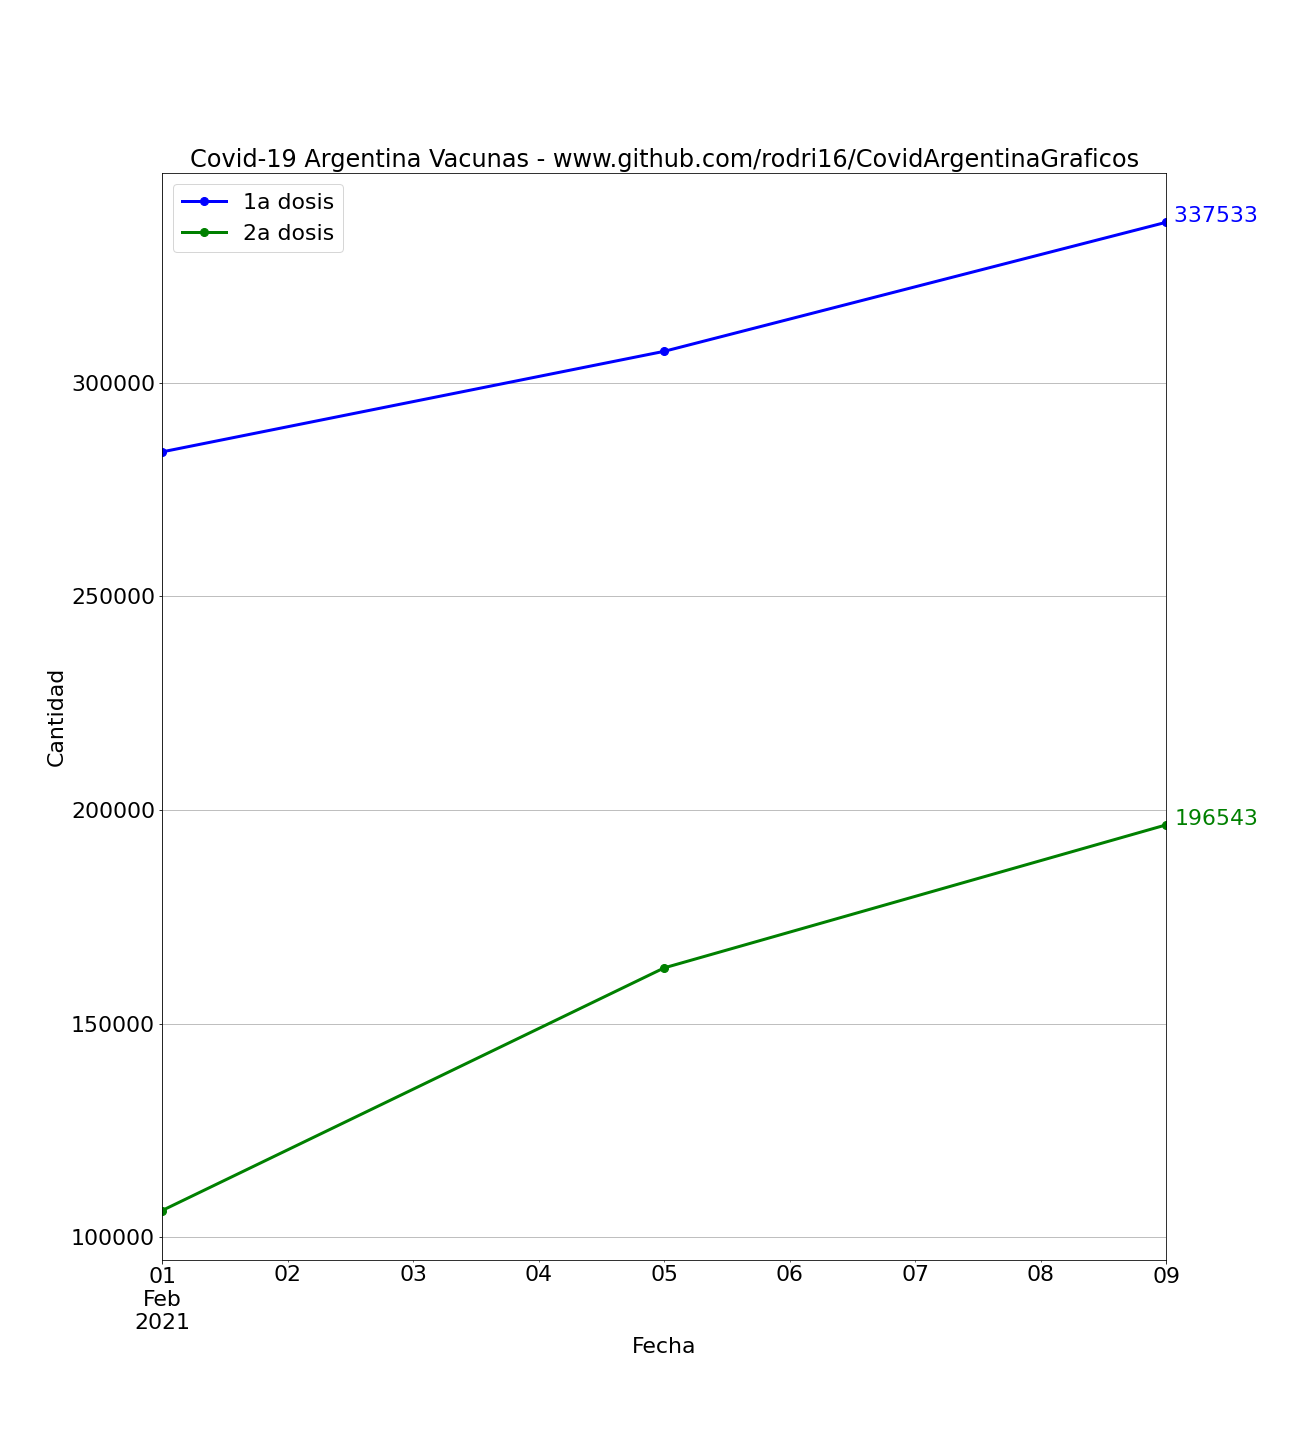 Covid-19 Argentina Vacunas - www.github.com/rodri16/CovidArgentinaGraficos
1a dosis
2a dosis
337533
196543
300000
250000
200000
150000
100000
Cantidad
01
Feb
2021
02
03
04
05
06
07
08
09
Fecha